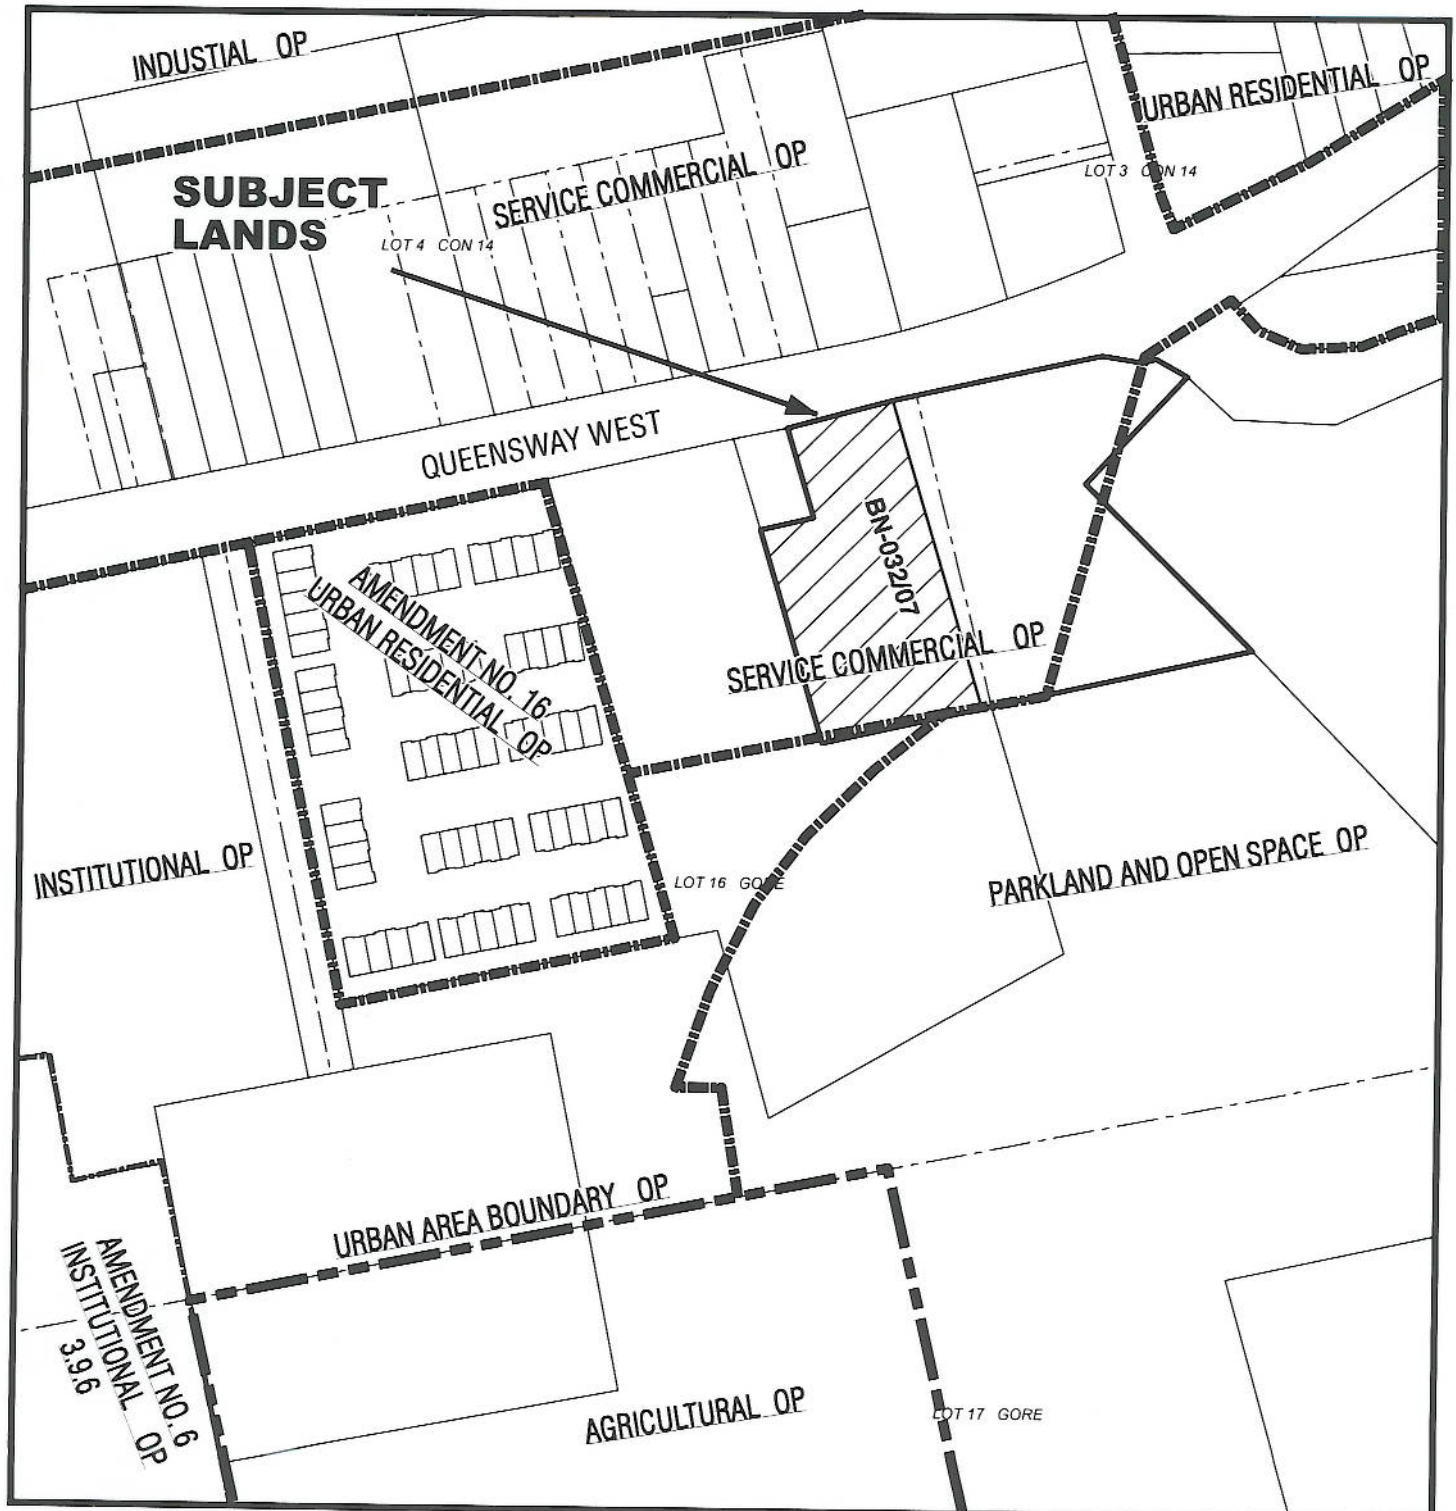 INDUSTIAL OP
URBAN RESIDENTIAL OP
SERVICE COMMERCIAL OP
LOT 3 CON 14
SUBJECT
LANDS
LOT 4 CON 14
QUEENSWAY WEST
BN-032/07
AMENDMENT NO. 16
URBAN RESIDENTIAL OP
SERVICE COMMERCIAL OP
INSTITUTIONAL OP
LOT 16 GORE
PARKLAND AND OPEN SPACE OP
URBAN AREA BOUNDARY OP
AMENDMENT NO. 6
INSTITUTIONAL OP
3.9.6
AGRICULTURAL OP
LOT 17 GORE